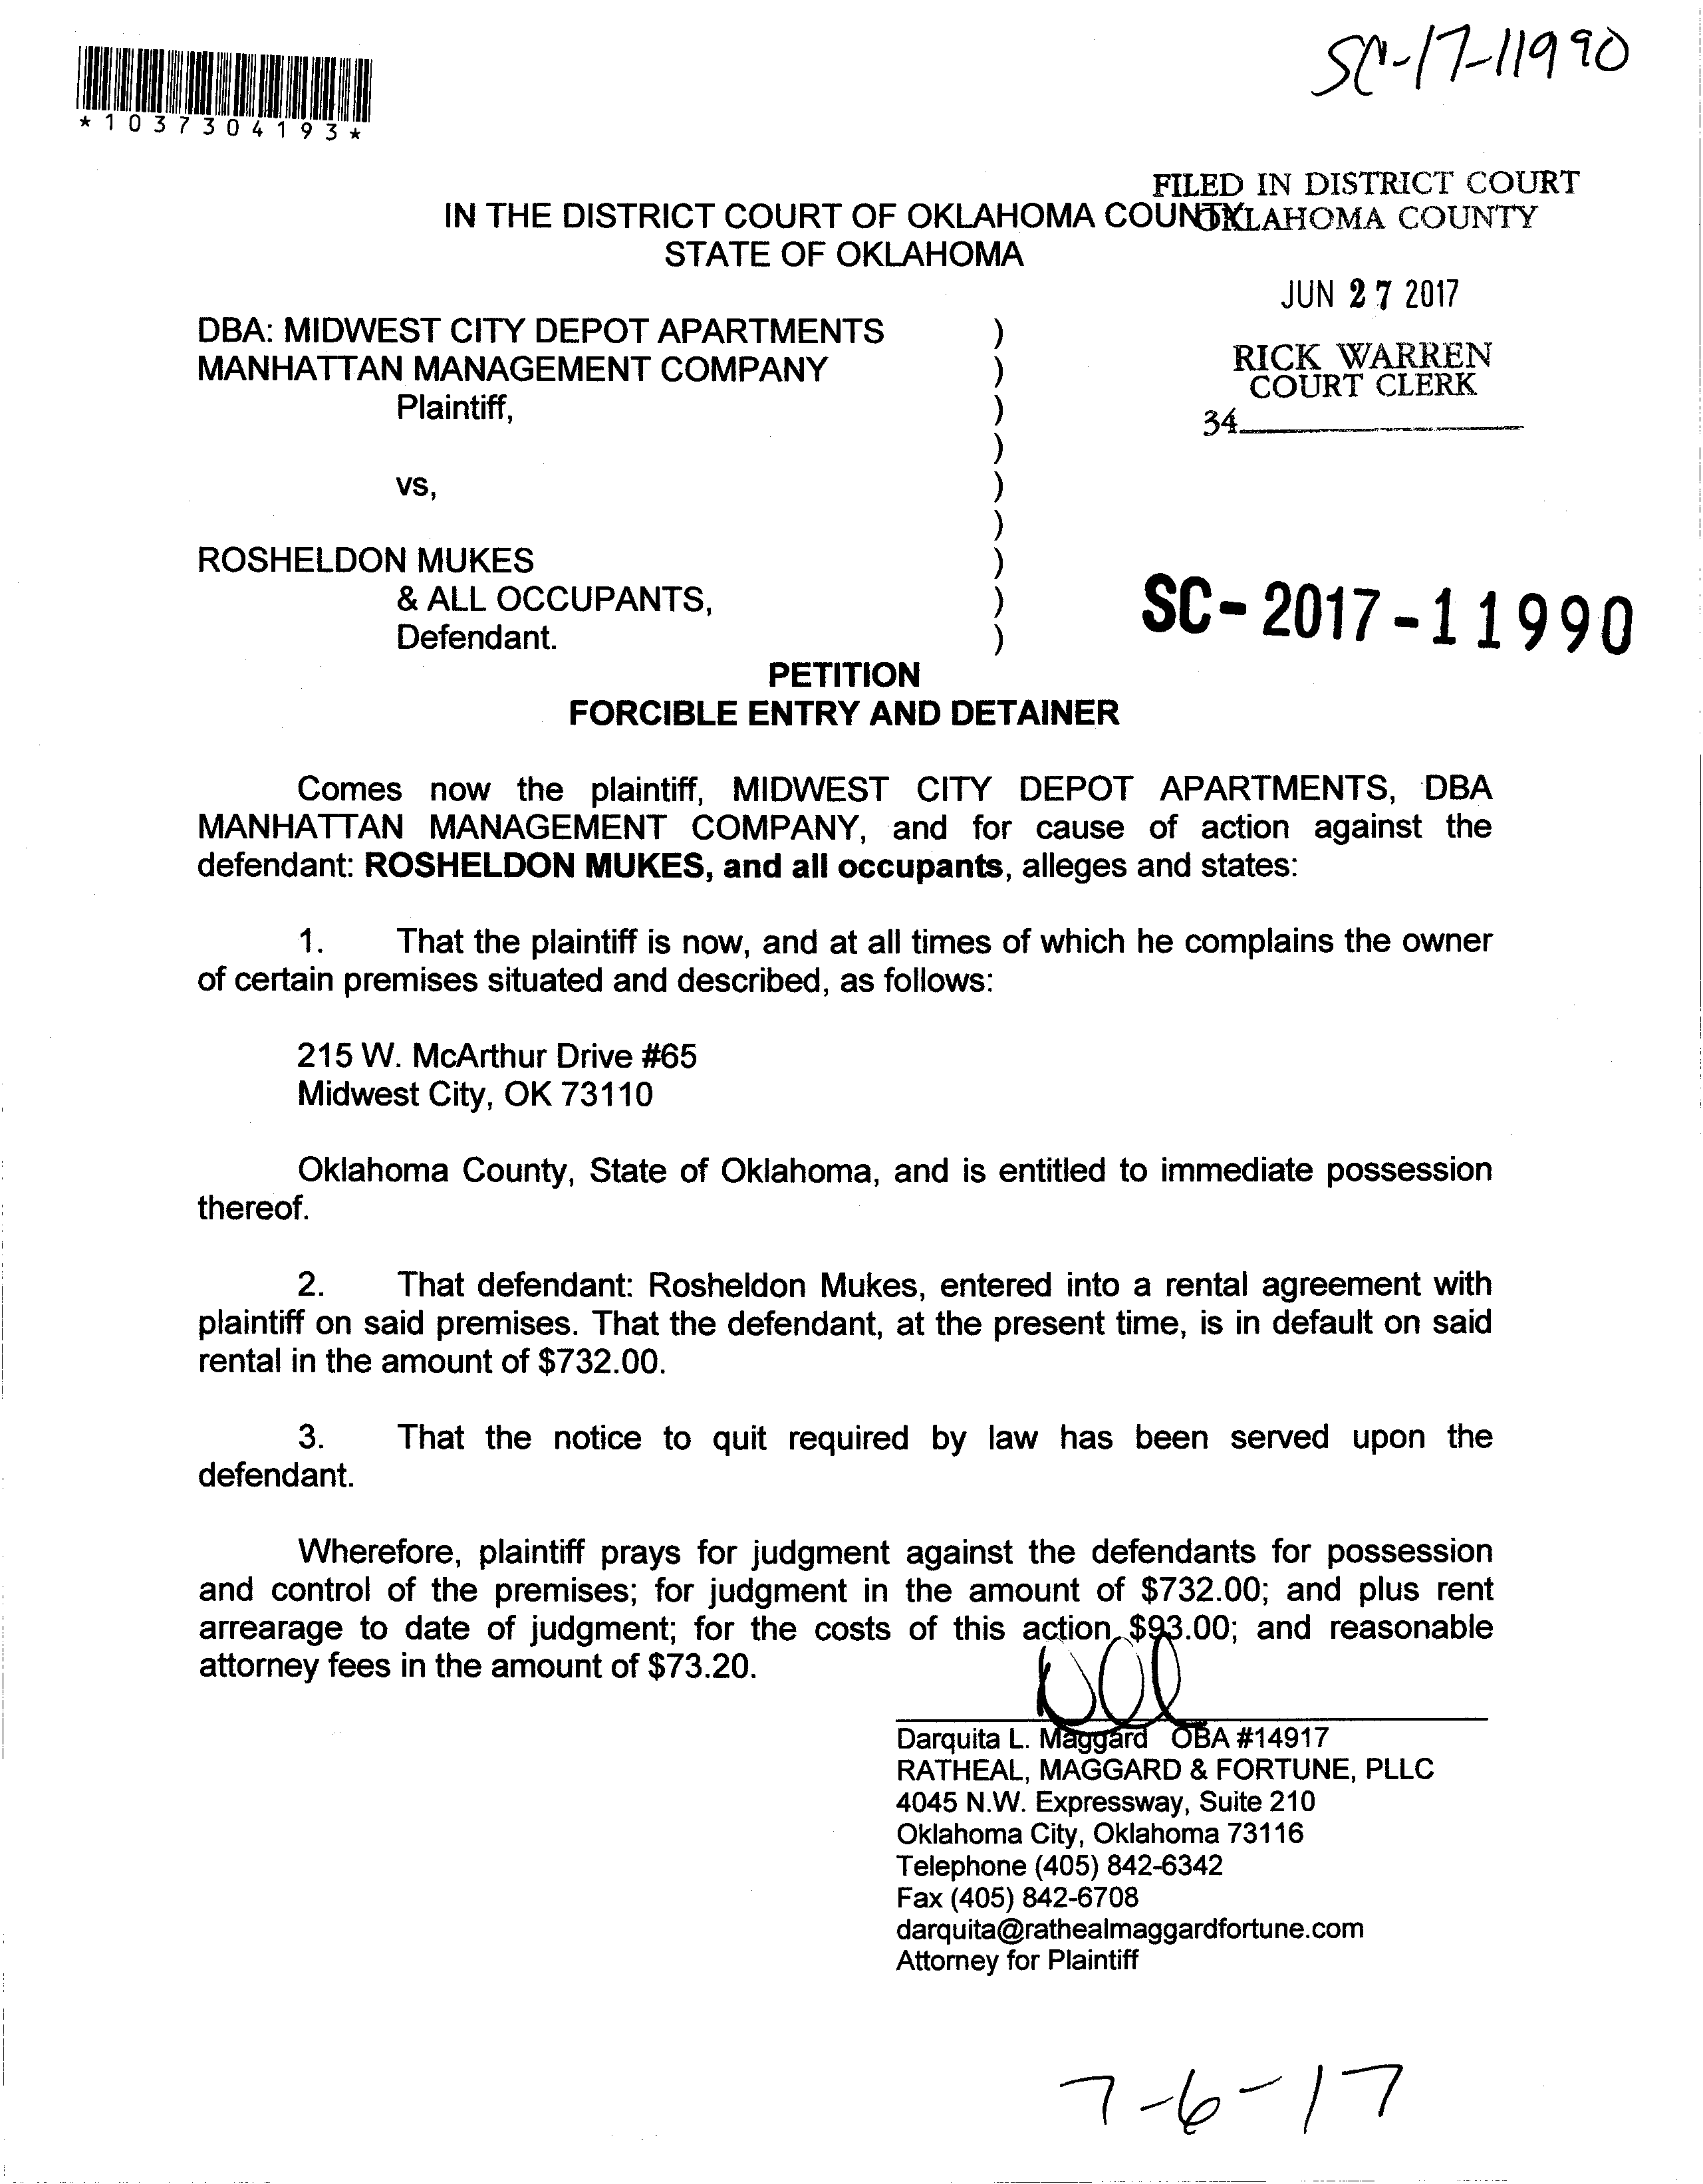 SC-17-11990
*1037304193*
FILED IN DISTRICT COURT
OKLAHOMA COUNTY
IN THE DISTRICT COURT OF OKLAHOMA COUNTY
STATE OF OKLAHOMA
JUN 27 2017
RICK WARREN
COURT CLERK
34
DBA: MIDWEST CITY DEPOT APARTMENTS )
MANHATTAN MANAGEMENT COMPANY )
Plaintiff, )
)
vs, )
)
ROSHELDON MUKES )
& ALL OCCUPANTS, )
Defendant. )
SC-2017-11990
PETITION
FORCIBLE ENTRY AND DETAINER
Comes now the plaintiff, MIDWEST CITY DEPOT APARTMENTS, DBA
MANHATTAN MANAGEMENT COMPANY, and for cause of action against the
defendant: ROSHELDON MUKES, and all occupants, alleges and states:
1. That the plaintiff is now, and at all times of which he complains the owner
of certain premises situated and described, as follows:
215 W. McArthur Drive #65
Midwest City, OK 73110
Oklahoma County, State of Oklahoma, and is entitled to immediate possession
thereof.
2. That defendant: Rosheldon Mukes, entered into a rental agreement with
plaintiff on said premises. That the defendant, at the present time, is in default on said
rental in the amount of $732.00.
3. That the notice to quit required by law has been served upon the
defendant.
Wherefore, plaintiff prays for judgment against the defendants for possession
and control of the premises; for judgment in the amount of $732.00; and plus rent
arrearage to date of judgment; for the costs of this action $93.00; and reasonable
attorney fees in the amount of $73.20.
Darquita L. Maggard OBA #14917
RATHEAL, MAGGARD & FORTUNE, PLLC
4045 N.W. Expressway, Suite 210
Oklahoma City, Oklahoma 73116
Telephone (405) 842-6342
Fax (405) 842-6708
darquita@rathealmaggardfortune.com
Attorney for Plaintiff
7-6-17